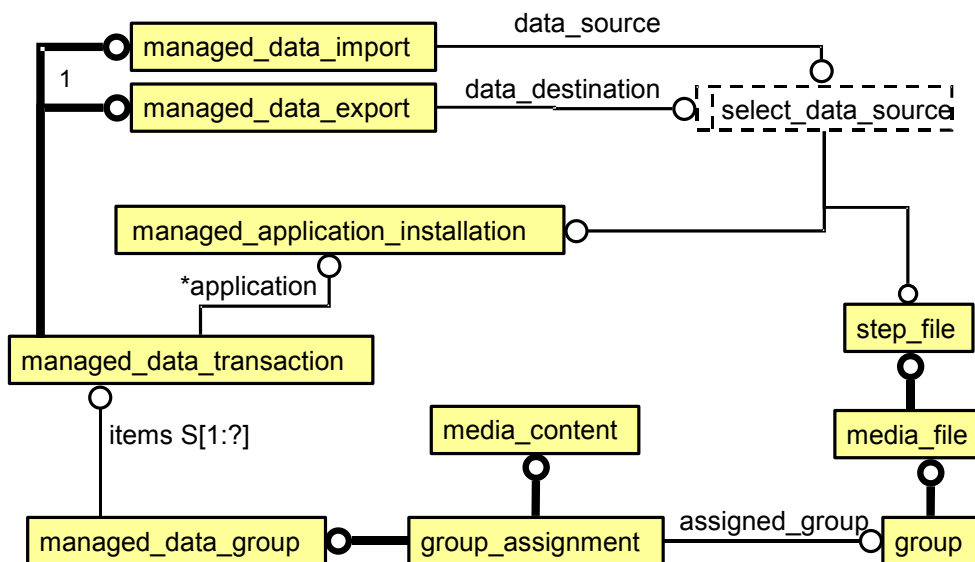 data_source
managed_data_import
1
managed_data_export
data_destination
select_data_source
managed_application_installation
*application
step_file
managed_data_transaction
items S[1:?]
media_content
media_file
managed_data_group
group_assignment
assigned_group
group